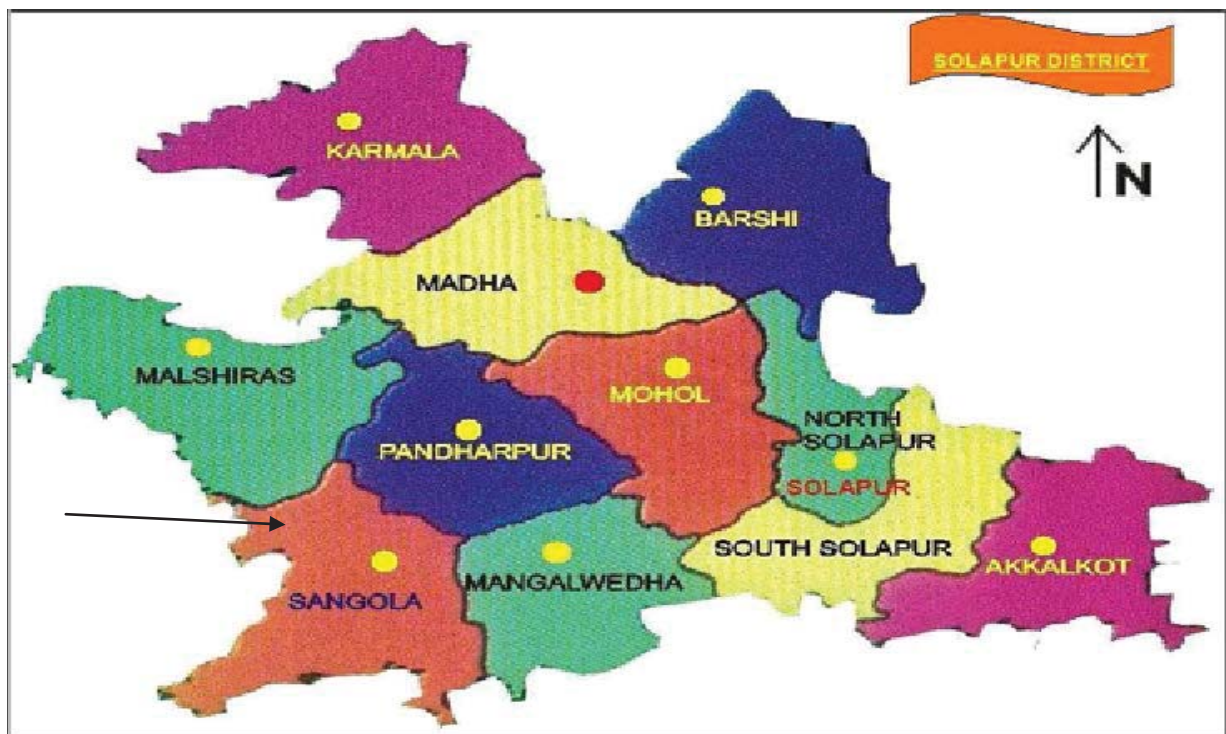 SOLAPUR DISTRICT
N
KARMALA
BARSHI
MADHA
MALSHIRAS
MOHOL
NORTH
SOLAPUR
PANDHARPUR
SOLAPUR
SOUTH SOLAPUR
AKKALKOT
MANGALWEDHA
SANGOLA